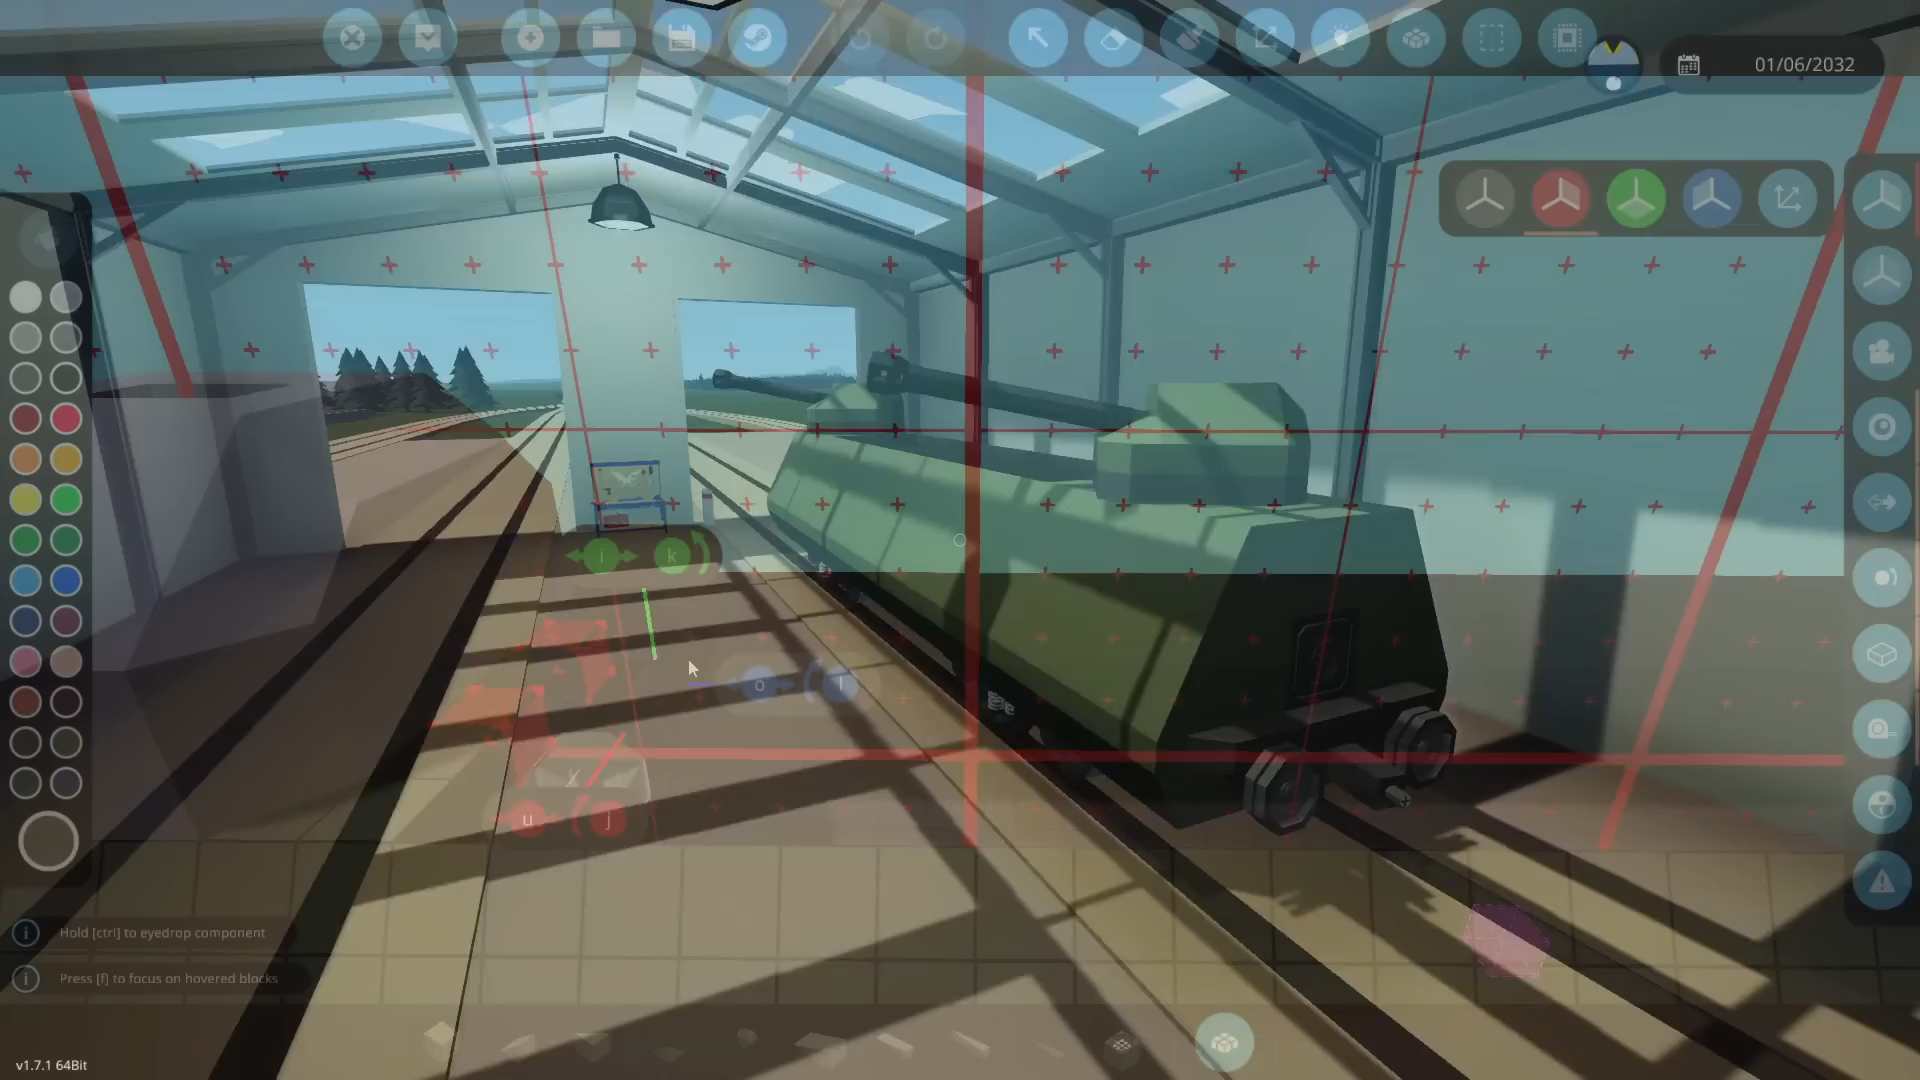 01/06/2032
i
k
o
l
u
j
Hold [ctrl] to eyedrop component
Press [f] to focus on hovered blocks
v1.7.1 64Bit